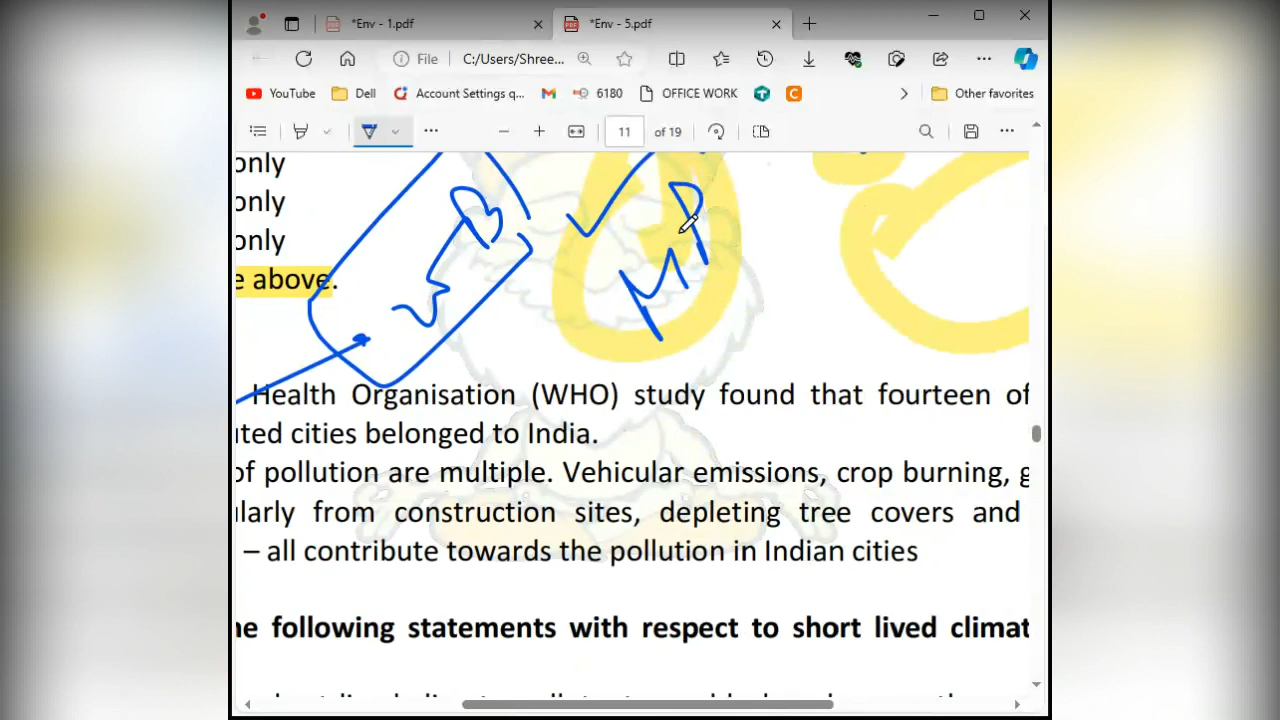 *Env - 1.pdf
*Env - 5.pdf
File C:/Users/Shree...
YouTube Dell Account Settings q... 6180 OFFICE WORK Other favorites
11 of 19
only
only
only
e above.
MP
Health Organisation (WHO) study found that fourteen of
uted cities belonged to India.
of pollution are multiple. Vehicular emissions, crop burning, g
ularly from construction sites, depleting tree covers and
– all contribute towards the pollution in Indian cities
he following statements with respect to short lived climat